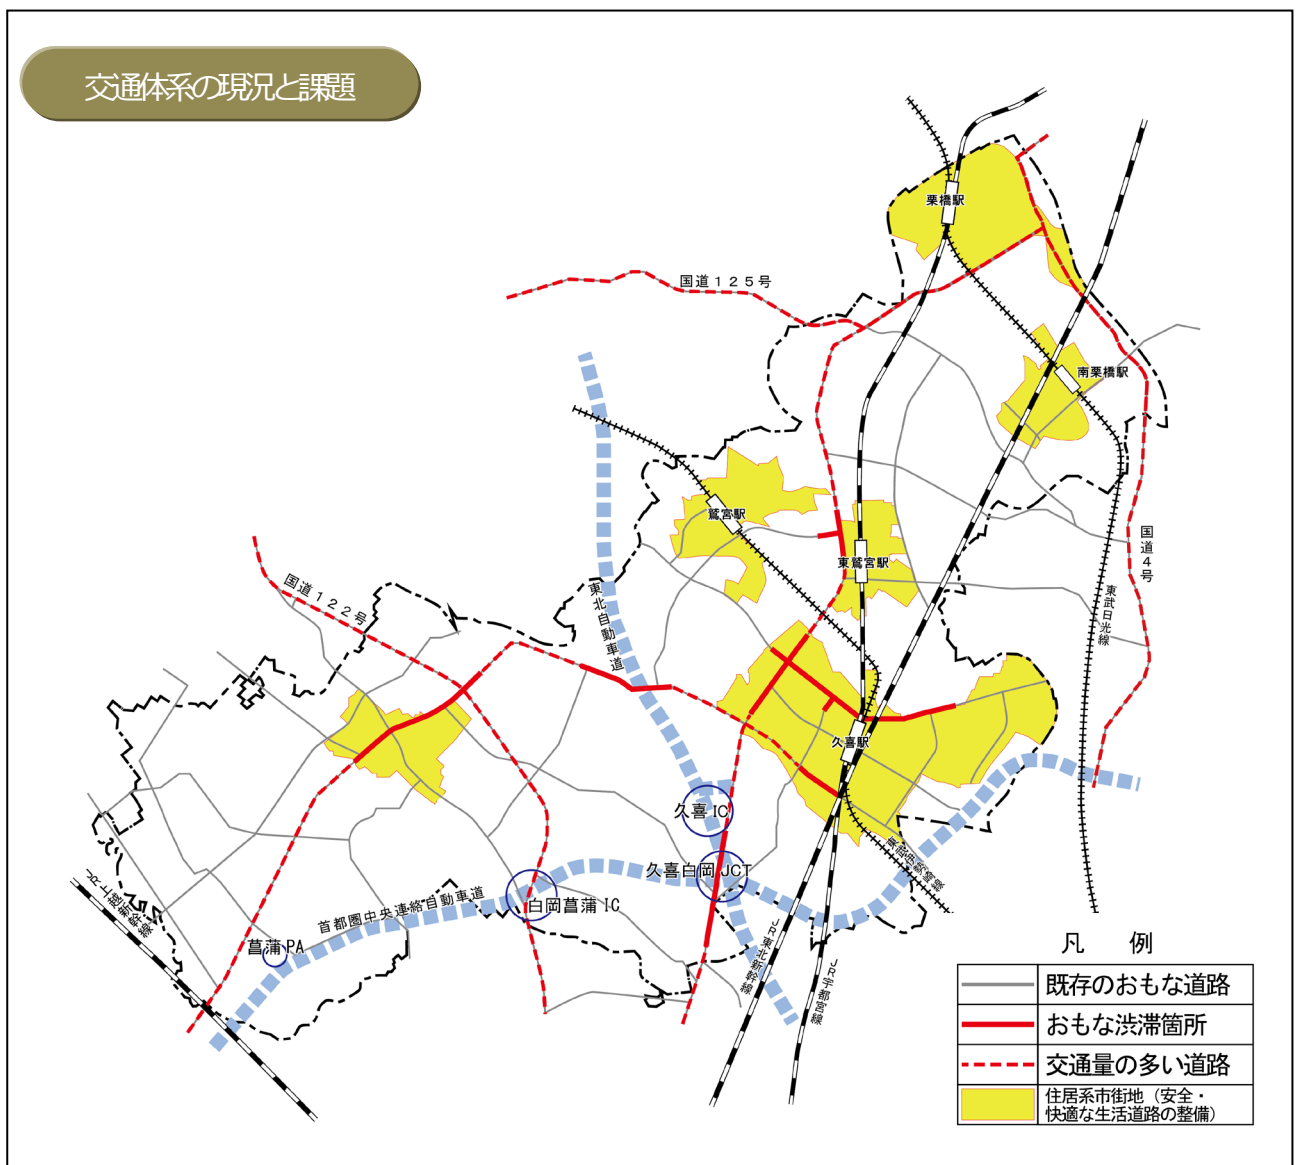 交通体系の現況と課題
栗橋駅
国道１２５号
南栗橋駅
鷲宮駅
国道４号
東鷲宮駅
東北自動車道
国道１２２号
東武日光線
久喜駅
久喜IC
東武伊勢崎線
久喜白岡JCT
JR上越新幹線
首都圏中央連絡自動車道
白岡菖蒲IC
菖蒲PA
JR東北新幹線
JR宇都宮線
凡　例
既存のおもな道路
おもな渋滞箇所
交通量の多い道路
住居系市街地（安全・
快適な生活道路の整備）